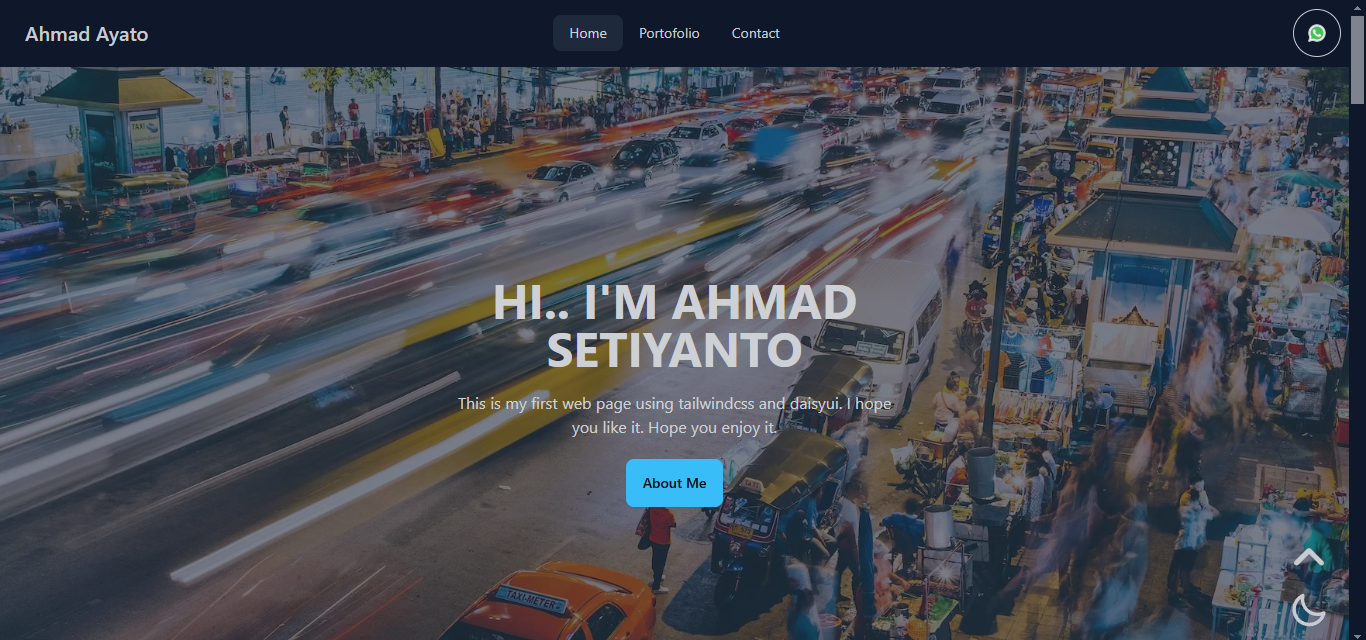 Ahmad Ayato
Home
Portofolio
Contact
TAXI
HI.. I'M AHMAD
SETIYANTO
This is my first web page using tailwindcss and daisyui. I hope
you like it. Hope you enjoy it.
About Me
TAXI-METER